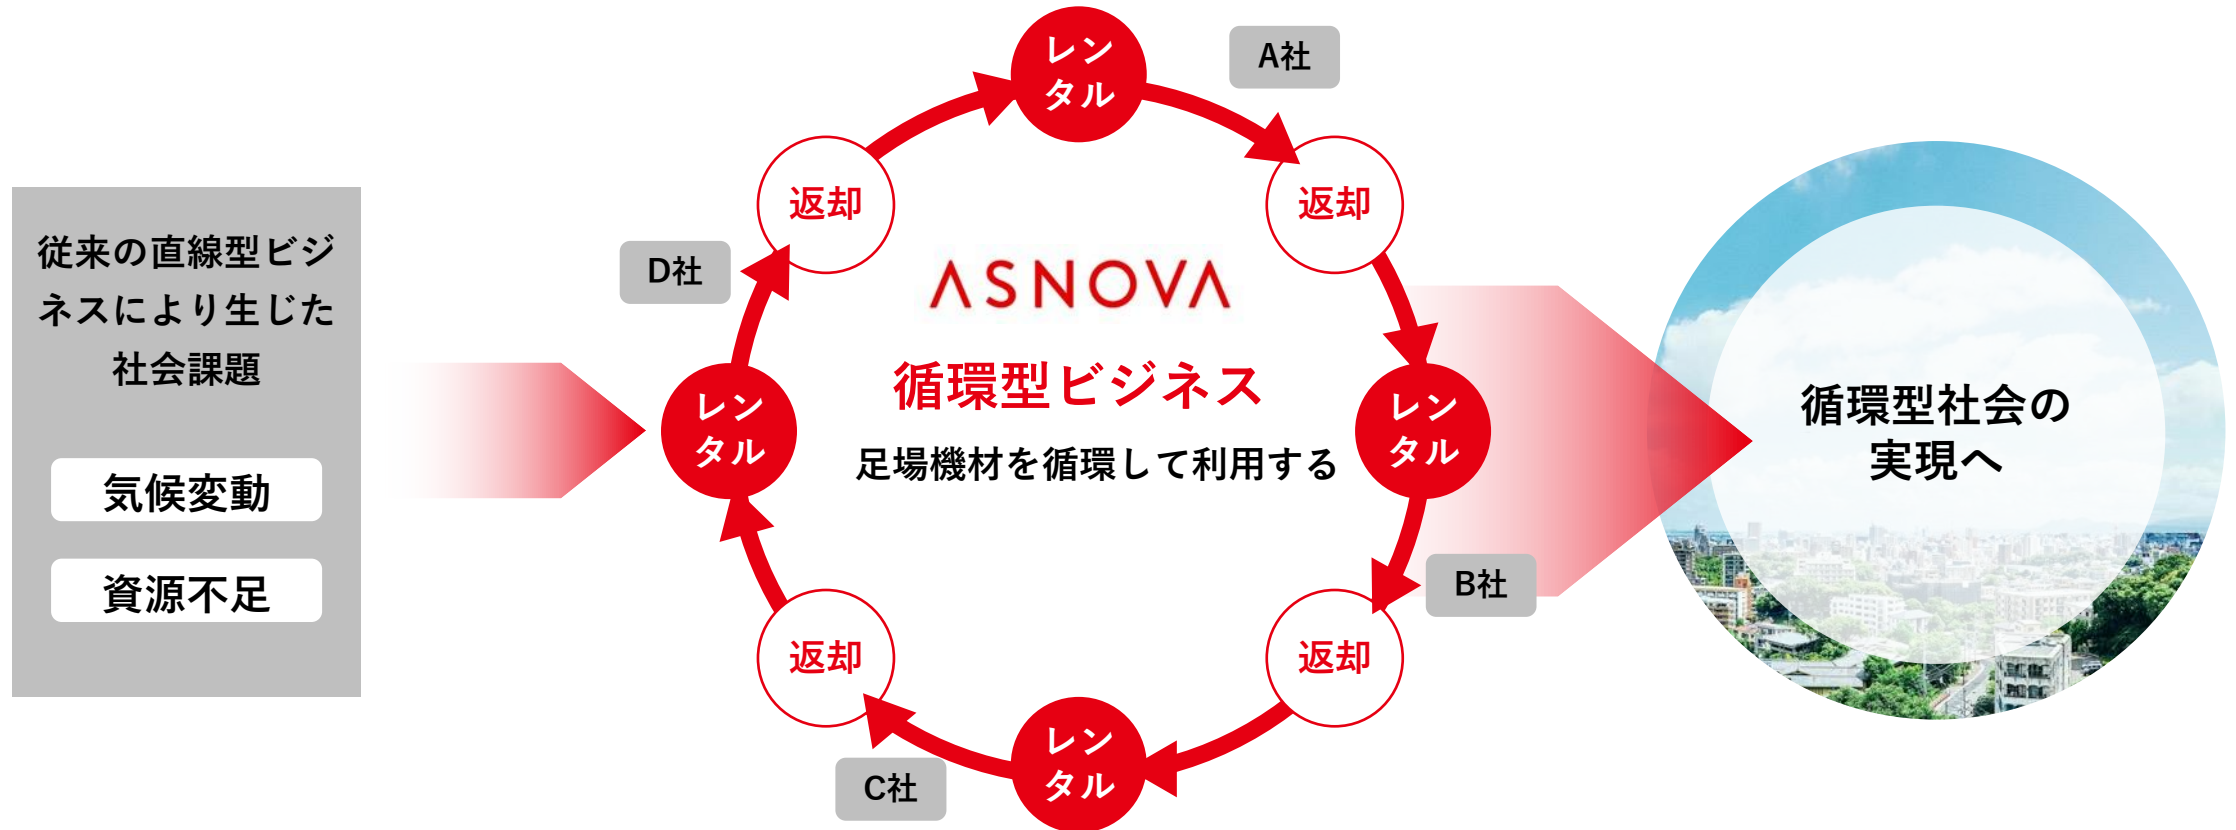 従来の直線型ビジ
ネスにより生じた
社会課題
気候変動
資源不足
レン
タル
A社
返却
レン
タル
B社
返却
レン
タル
C社
返却
レン
タル
D社
返却
ASNOVA
循環型ビジネス
足場機材を循環して利用する
循環型社会の
実現へ